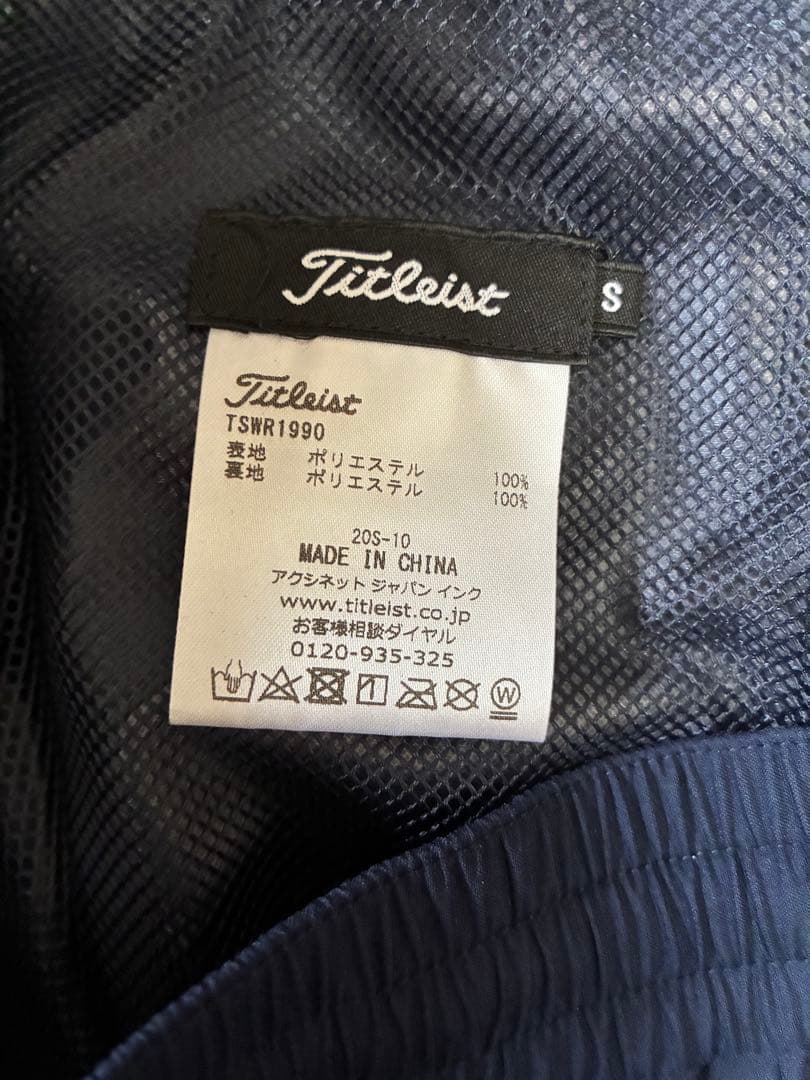 Titleist
S
Titleist
TSWR1990
表地 ポリエステル 100%
裏地 ポリエステル 100%
20S-10
MADE IN CHINA
アクシネット ジャパン インク
www.titleist.co.jp
お客様相談ダイヤル
0120-935-325
W